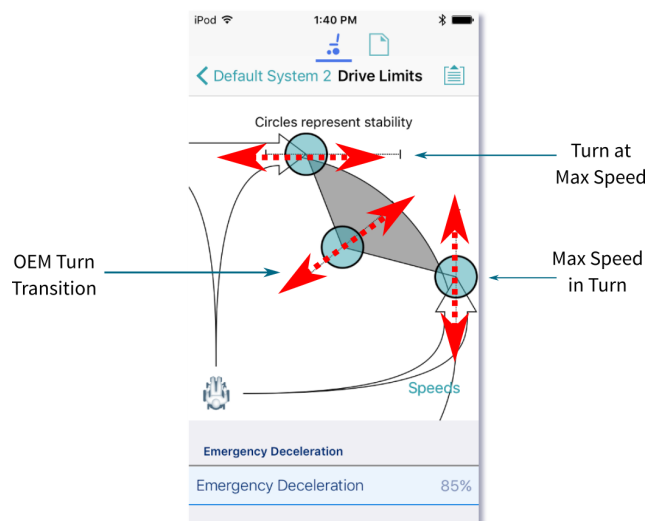 iPod 1:40 PM
Default System 2 Drive Limits
Circles represent stability
Turn at
Max Speed
OEM Turn
Transition
Max Speed
in Turn
Speeds
Emergency Deceleration
Emergency Deceleration 85%